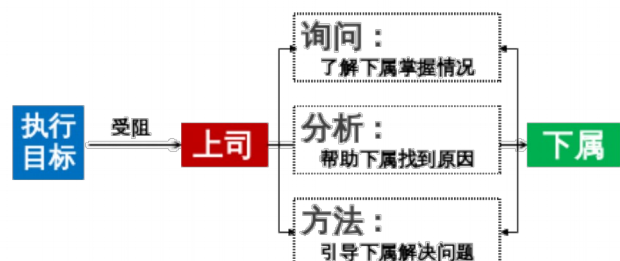 询问：
了解下属掌握情况
执行
目标
受阻
上司
分析：
帮助下属找到原因
下属
方法：
引导下属解决问题